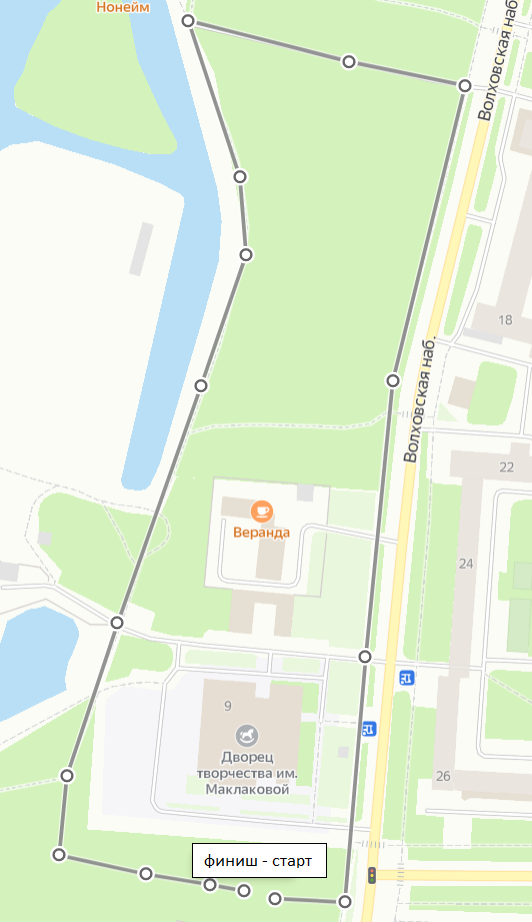 Нонейм
Волховская наб.
18
Волховская наб.
22
Веранда
24
9
Дворец
творчества им.
Маклаковой
26
финиш - старт